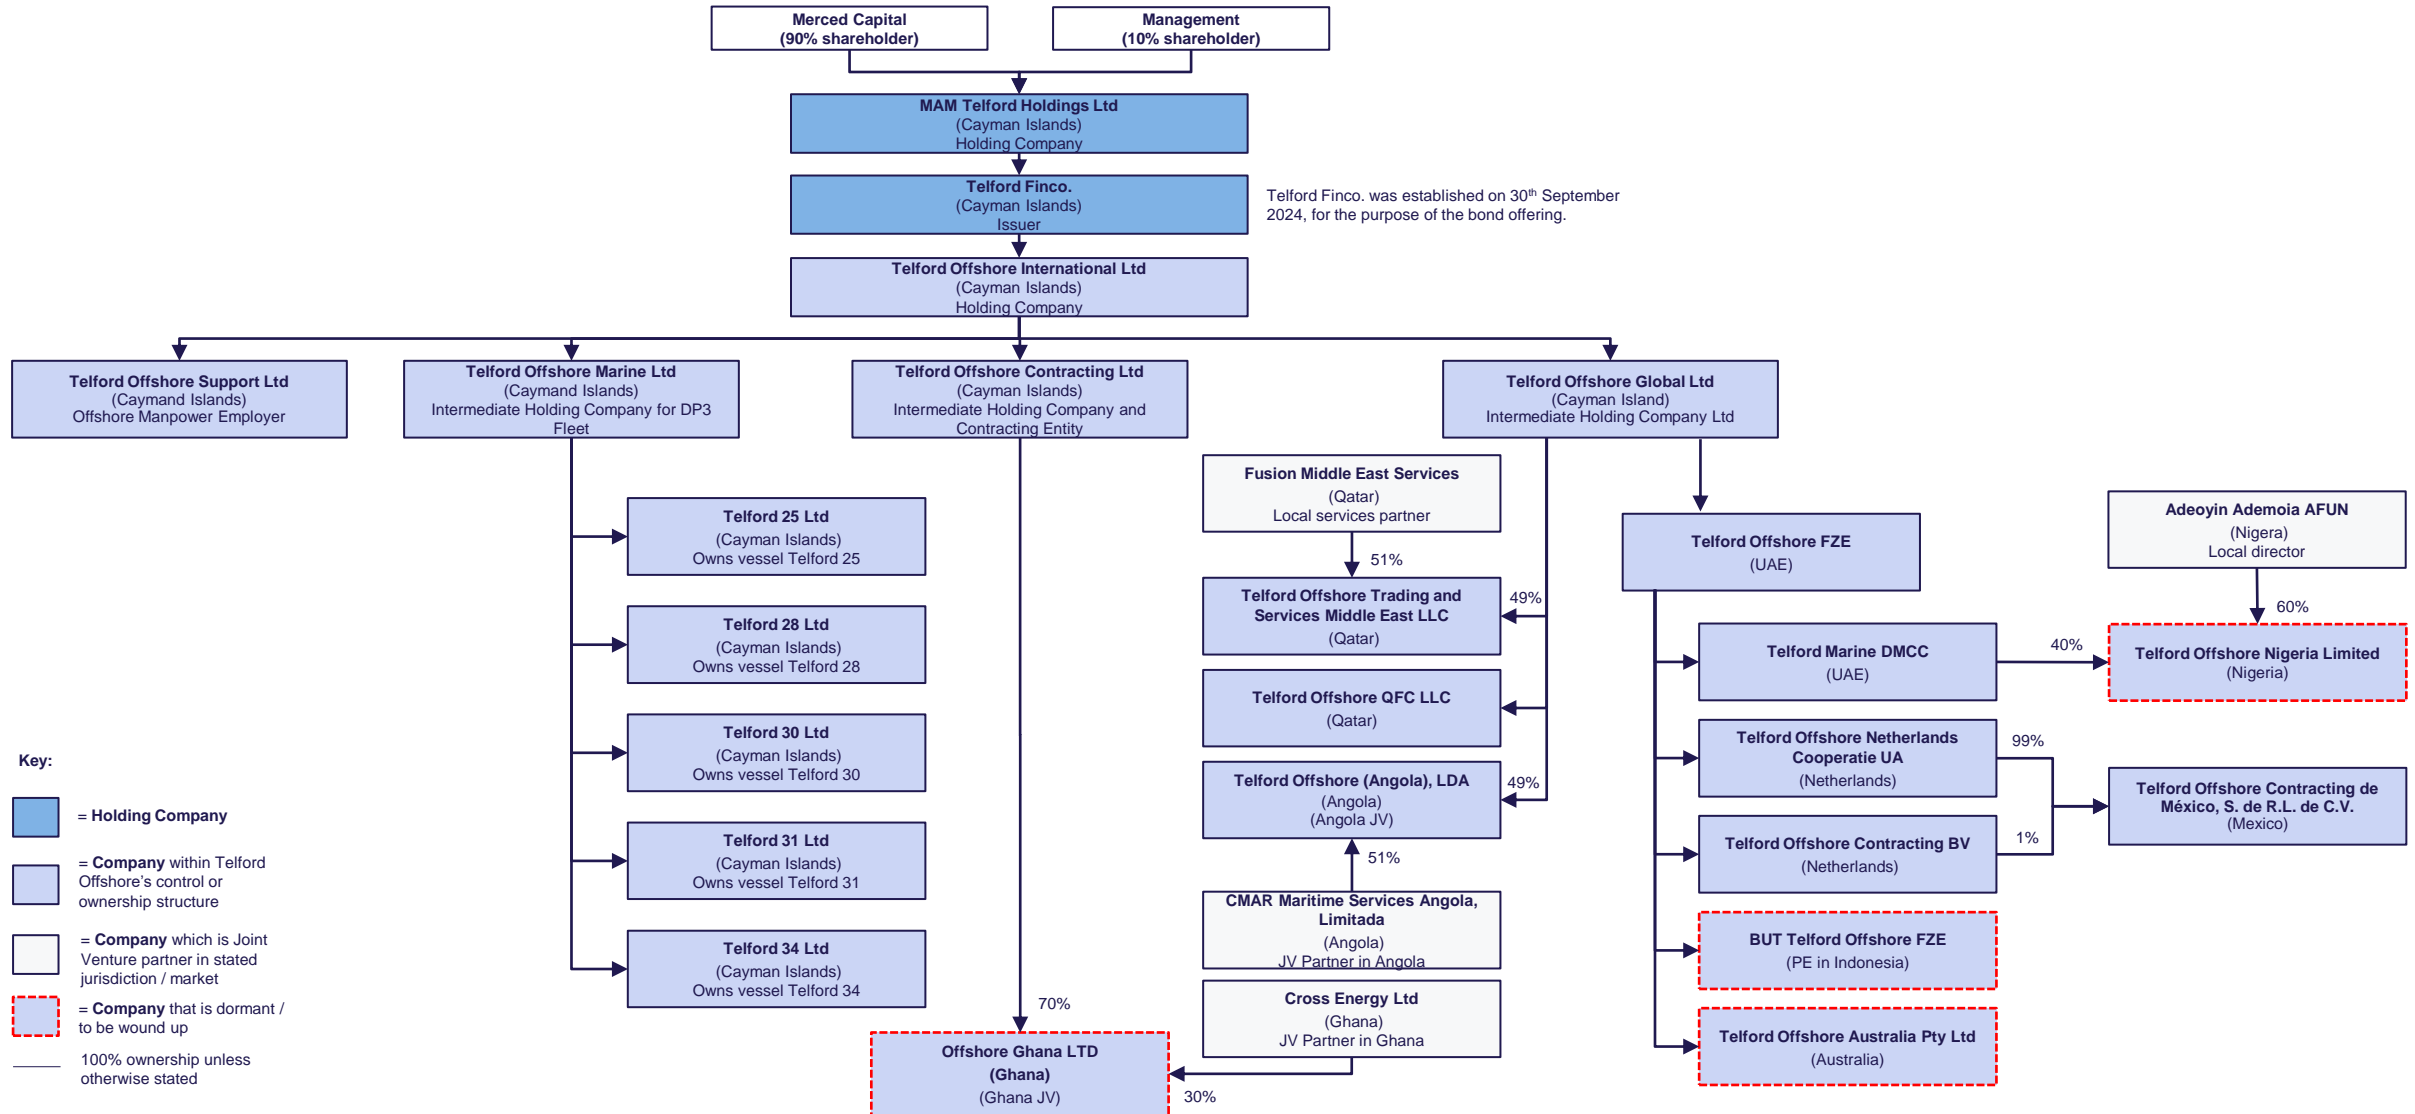 Merced Capital
(90% shareholder)
Management
(10% shareholder)
MAM Telford Holdings Ltd
(Cayman Islands)
Holding Company
Telford Finco.
(Cayman Islands)
Issuer
Telford Finco. was established on 30th September
2024, for the purpose of the bond offering.
Telford Offshore International Ltd
(Cayman Islands)
Holding Company
Telford Offshore Support Ltd
(Caymand Islands)
Offshore Manpower Employer
Telford Offshore Marine Ltd
(Caymand Islands)
Intermediate Holding Company for DP3
Fleet
Telford Offshore Contracting Ltd
(Cayman Islands)
Intermediate Holding Company and
Contracting Entity
Telford Offshore Global Ltd
(Cayman Island)
Intermediate Holding Company Ltd
Telford 25 Ltd
(Cayman Islands)
Owns vessel Telford 25
Telford 28 Ltd
(Cayman Islands)
Owns vessel Telford 28
Telford 30 Ltd
(Cayman Islands)
Owns vessel Telford 30
Telford 31 Ltd
(Cayman Islands)
Owns vessel Telford 31
Telford 34 Ltd
(Cayman Islands)
Owns vessel Telford 34
70%
Offshore Ghana LTD
(Ghana)
(Ghana JV)
30%
Fusion Middle East Services
(Qatar)
Local services partner
51%
Telford Offshore Trading and
Services Middle East LLC
(Qatar)
49%
Telford Offshore QFC LLC
(Qatar)
Telford Offshore (Angola), LDA
(Angola)
(Angola JV)
49%
51%
CMAR Maritime Services Angola,
Limitada
(Angola)
JV Partner in Angola
Cross Energy Ltd
(Ghana)
JV Partner in Ghana
Telford Offshore FZE
(UAE)
Telford Marine DMCC
(UAE)
40%
Adeoyin Ademoia AFUN
(Nigera)
Local director
60%
Telford Offshore Nigeria Limited
(Nigeria)
Telford Offshore Netherlands
Cooperatie UA
(Netherlands)
99%
Telford Offshore Contracting BV
(Netherlands)
1%
Telford Offshore Contracting de
México, S. de R.L. de C.V.
(Mexico)
BUT Telford Offshore FZE
(PE in Indonesia)
Telford Offshore Australia Pty Ltd
(Australia)
Key:
= Holding Company
= Company within Telford
Offshore's control or
ownership structure
= Company which is Joint
Venture partner in stated
jurisdiction / market
= Company that is dormant /
to be wound up
100% ownership unless
otherwise stated